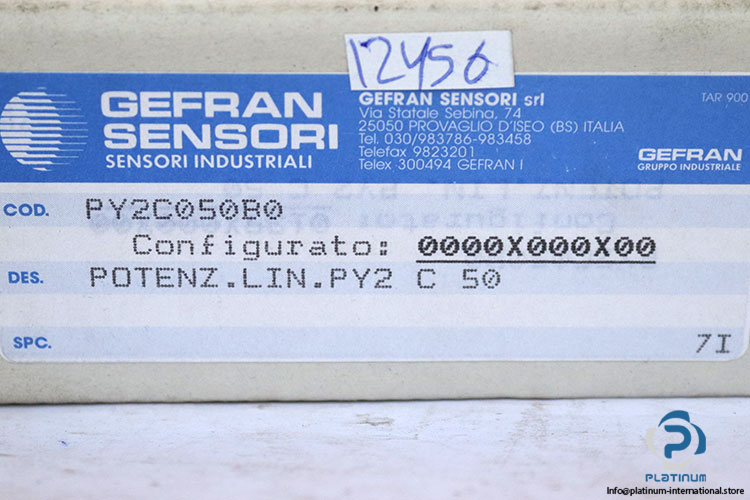 12456
GEFRAN
SENSORI
SENSORI INDUSTRIALI
GEFRAN SENSORI srl
Via Statale Sebina, 74
25050 PROVAGLIO D'ISEO (BS) ITALIA
Tel. 030/983786-983458
Telefax 9823201
Telex 300494 GEFRAN I
TAR 900
GEFRAN
GRUPPO INDUSTRIALE
COD. PY2C050B0
Configurato: 0000X000X00
DES. POTENZ.LIN.PY2 C 50
SPC. 7I
PLATINUM
Info@platinum-international.store